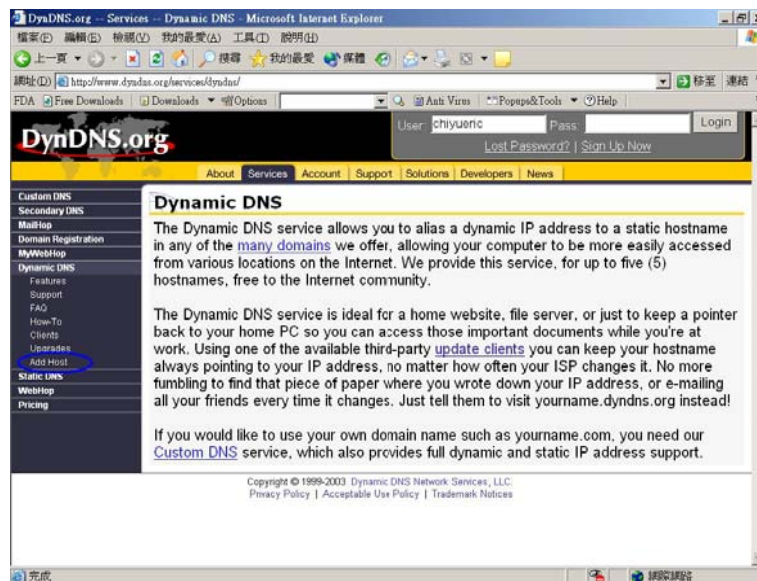 DynDNS.org -- Services -- Dynamic DNS - Microsoft Internet Explorer
檔案(F) 編輯(E) 檢視(V) 我的最愛(A) 工具(T) 說明(H)
上一頁 搜尋 我的最愛 媒體
網址(D) http://www.dyndns.org/services/dyndns/ 移至 連結
FDA Free Downloads Downloads Options Anti Virus Popups&Tools Help
DynDNS.org
User: chiyueric Pass: Login
Lost Password? | Sign Up Now
About Services Account Support Solutions Developers News
Custom DNS
Secondary DNS
MailHop
Domain Registration
MyWebHop
Dynamic DNS
Features
Support
FAQ
How-To
Clients
Upgrades
Add Host
Static DNS
WebHop
Pricing
Dynamic DNS
The Dynamic DNS service allows you to alias a dynamic IP address to a static hostname
in any of the many domains we offer, allowing your computer to be more easily accessed
from various locations on the Internet. We provide this service, for up to five (5)
hostnames, free to the Internet community.
The Dynamic DNS service is ideal for a home website, file server, or just to keep a pointer
back to your home PC so you can access those important documents while you're at
work. Using one of the available third-party update clients you can keep your hostname
always pointing to your IP address, no matter how often your ISP changes it. No more
fumbling to find that piece of paper where you wrote down your IP address, or e-mailing
all your friends every time it changes. Just tell them to visit yourname.dyndns.org instead!
If you would like to use your own domain name such as yourname.com, you need our
Custom DNS service, which also provides full dynamic and static IP address support.
Copyright © 1999-2003 Dynamic DNS Network Services, LLC.
Privacy Policy | Acceptable Use Policy | Trademark Notices
完成 網際網路